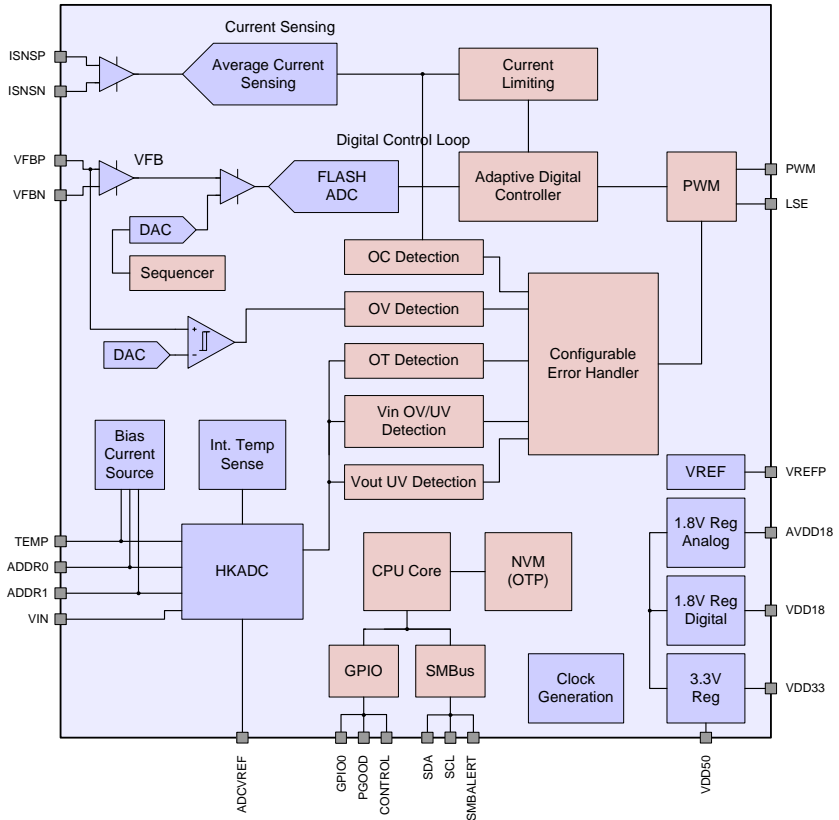 Current Sensing
ISNSP
ISNSN
Average Current
Sensing
Current
Limiting
Digital Control Loop
VFBP
VFBN
VFB
FLASH
ADC
Adaptive Digital
Controller
PWM
PWM
LSE
DAC
Sequencer
OC Detection
OV Detection
+
−
DAC
OT Detection
Configurable
Error Handler
Vin OV/UV
Detection
Vout UV Detection
Bias
Current
Source
Int. Temp
Sense
VREF
VREFP
1.8V Reg
Analog
AVDD18
TEMP
ADDR0
ADDR1
VIN
HKADC
CPU Core
NVM
(OTP)
1.8V Reg
Digital
VDD18
GPIO
SMBus
Clock
Generation
3.3V
Reg
VDD33
ADCVREF
GPIO0
PGOOD
CONTROL
SDA
SCL
SMBALERT
VDD50